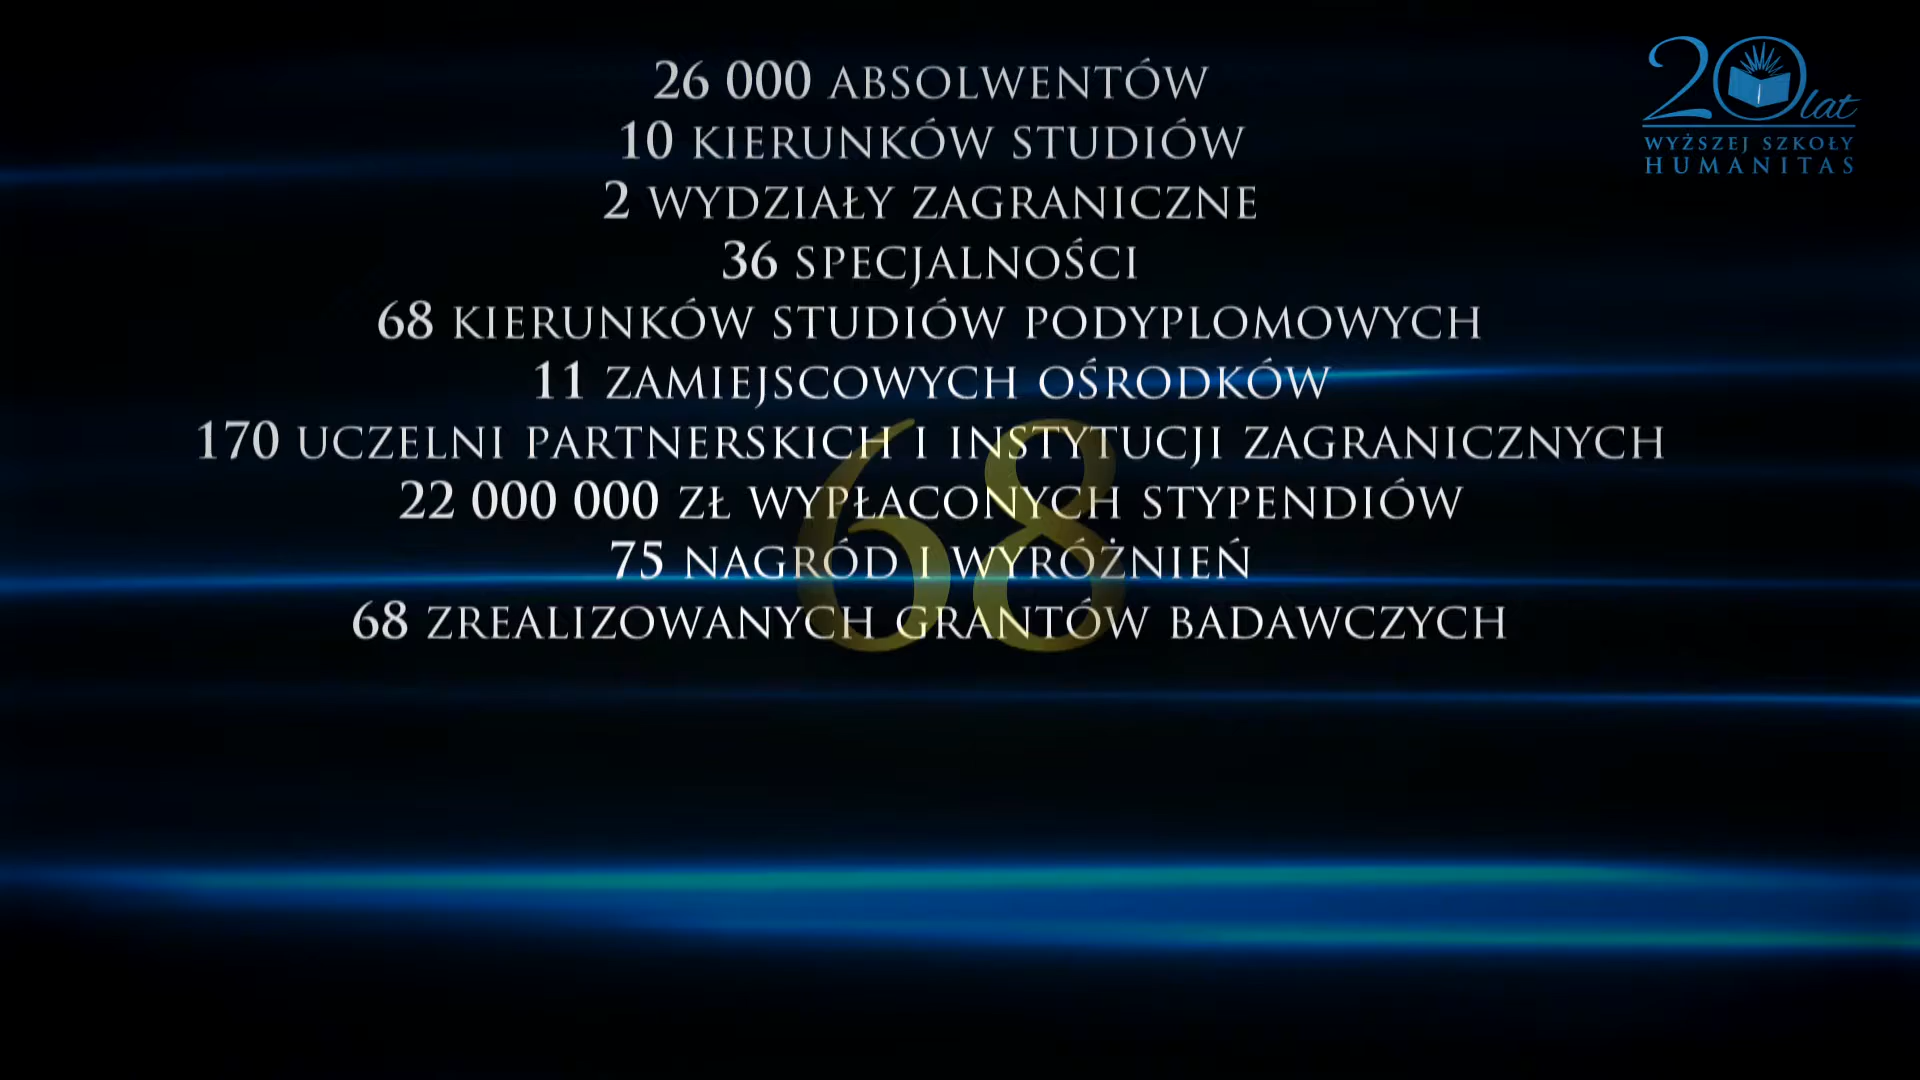 26 000 ABSOLWENTÓW
10 KIERUNKÓW STUDIÓW
2 WYDZIAŁY ZAGRANICZNE
36 SPECJALNOŚCI
68 KIERUNKÓW STUDIÓW PODYPLOMOWYCH
11 ZAMIEJSCOWYCH OŚRODKÓW
170 UCZELNI PARTNERSKICH I INSTYTUCJI ZAGRANICZNYCH
22 000 000 ZŁ WYPŁACONYCH STYPENDIÓW
75 NAGRÓD I WYRÓŻNIEŃ
68 ZREALIZOWANYCH GRANTÓW BADAWCZYCH
68
20 lat
WYŻSZEJ SZKOŁY
HUMANITAS